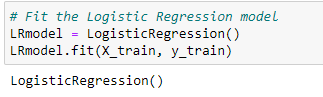 # Fit the Logistic Regression model
LRmodel = LogisticRegression()
LRmodel.fit(X_train, y_train)
LogisticRegression()